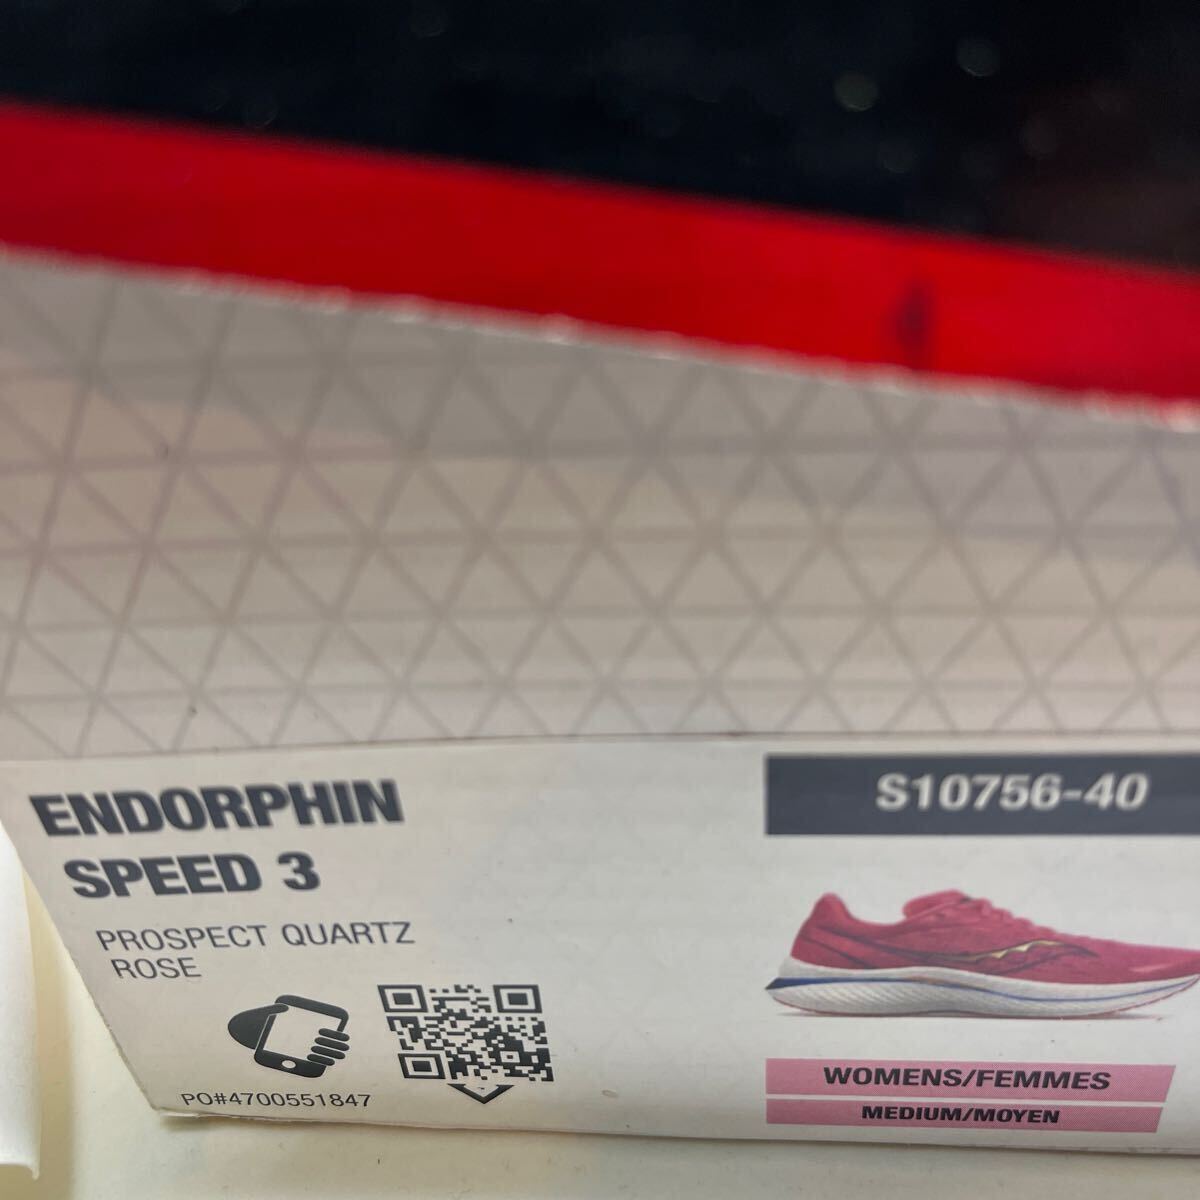 ENDORPHIN
SPEED 3
PROSPECT QUARTZ
ROSE
PO#4700551847
S10756-40
WOMENS/FEMMES
MEDIUM/MOYEN